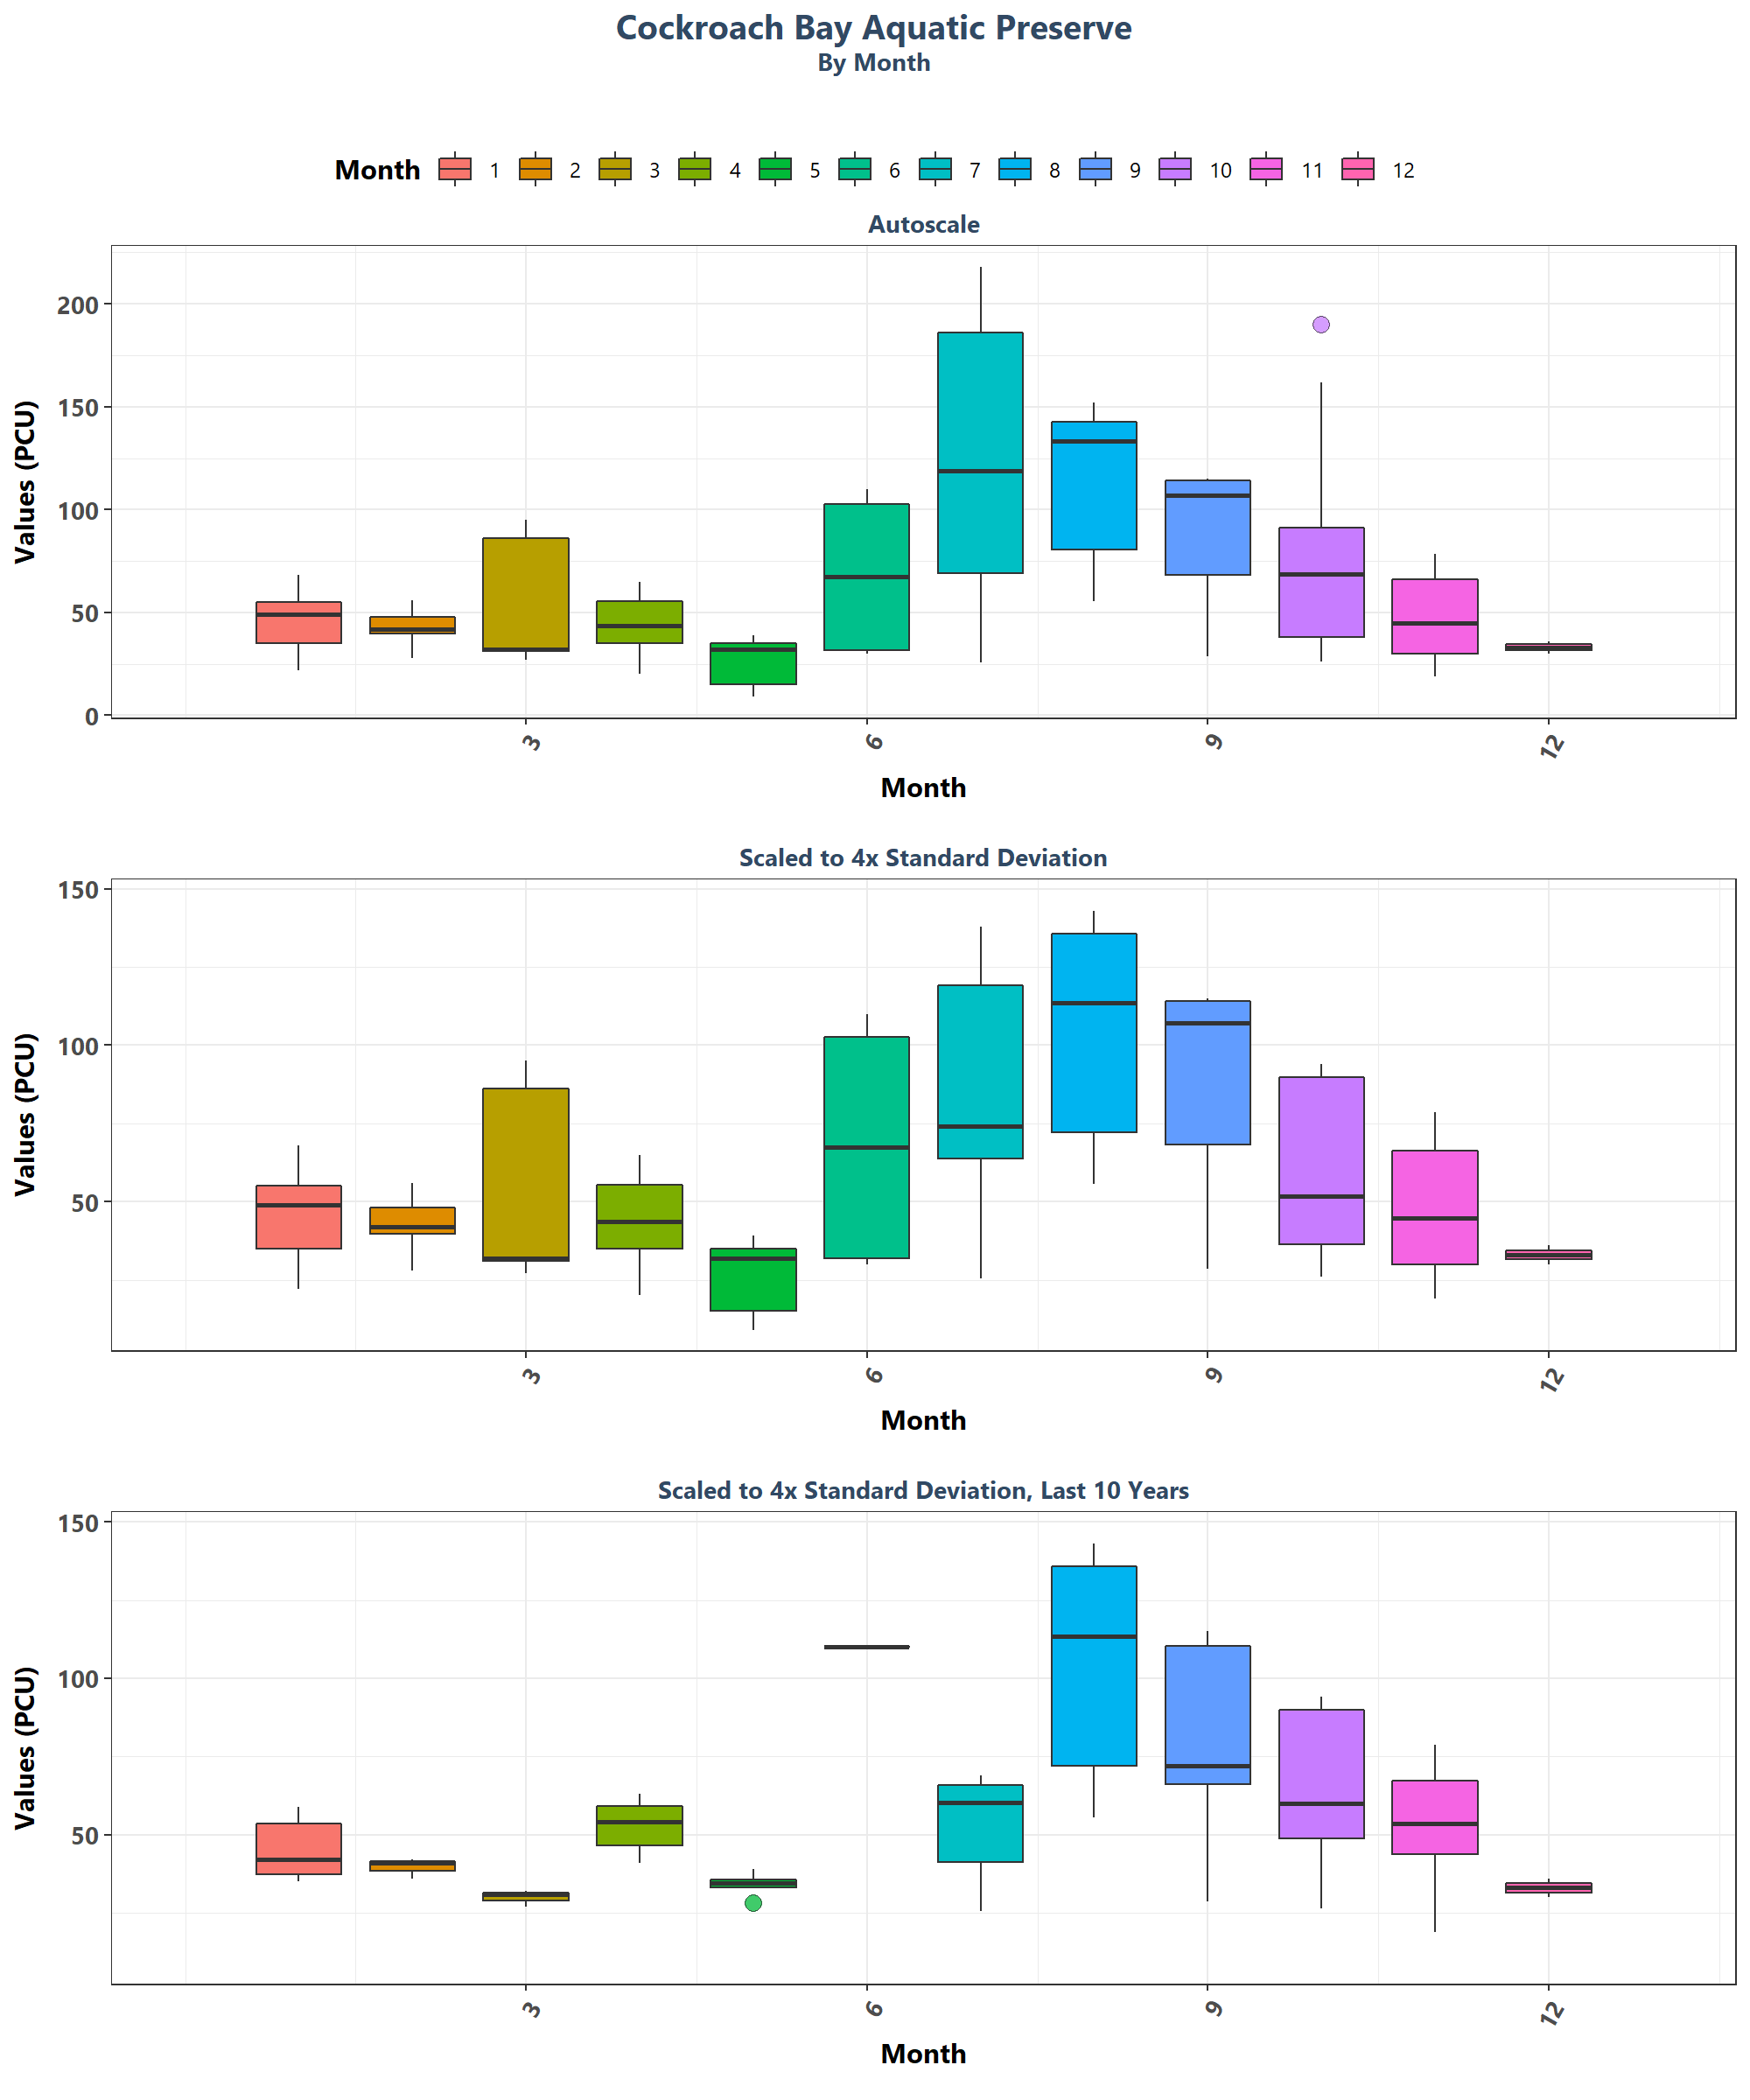 Cockroach Bay Aquatic Preserve
By Month
Month 1 2 3 4 5 6 7 8 9 10 11 12
Autoscale
Values (PCU)
200
150
100
50
0
3 6 9 12
Month
Scaled to 4x Standard Deviation
Values (PCU)
150
100
50
3 6 9 12
Month
Scaled to 4x Standard Deviation, Last 10 Years
Values (PCU)
150
100
50
3 6 9 12
Month